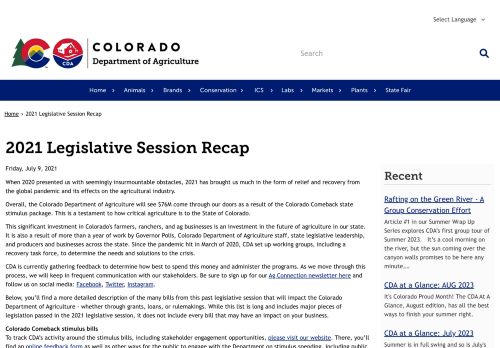 Select Language
COLORADO
Department of Agriculture
CDA
Search
Home
Animals
Brands
Conservation
ICS
Labs
Markets
Plants
State Fair
Home › 2021 Legislative Session Recap
2021 Legislative Session Recap
Friday, July 9, 2021
When 2020 presented us with seemingly insurmountable obstacles, 2021 has brought us much in the form of relief and recovery from
the global pandemic and its effects on the agricultural industry.
Overall, the Colorado Department of Agriculture will see $76M come through our doors as a result of the Colorado Comeback state
stimulus package. This is a testament to how critical agriculture is to the State of Colorado.
This significant investment in Colorado's farmers, ranchers, and ag businesses is an investment in the future of agriculture in our state.
It is also a result of more than a year of work by Governor Polis, Colorado Department of Agriculture staff, state legislative leadership,
and producers and businesses across the state. Since the pandemic hit in March of 2020, CDA set up working groups, including a
recovery task force, to determine the needs and solutions to the crisis.
CDA is currently gathering feedback to determine how best to spend this money and administer the programs. As we move through this
process, we will keep in frequent communication with our stakeholders. Be sure to sign up for our Ag Connection newsletter here and
follow us on social media: Facebook, Twitter, Instagram.
Below, you'll find a more detailed description of the many bills from this past legislative session that will impact the Colorado
Department of Agriculture - whether through grants, loans, or rulemakings. While this list is long and includes major pieces of
legislation passed in the 2021 legislative session, it does not include every bill that may have an impact on your business.
Colorado Comeback stimulus bills
To track CDA's activity around the stimulus bills, including stakeholder engagement opportunities, please visit our website. There, you'll
find an online feedback form as well as other ways for the public to engage with the Department on stimulus spending, including public
Recent
Rafting on the Green River - A
Group Conservation Effort
Article #1 in our Summer Wrap Up
Series explores CDA's first group tour of
Summer 2023. It's a cool morning on
the river, but the sun coming over the
canyon walls promises to be here any
minute....
CDA at a Glance: AUG 2023
It's Colorado Proud Month! The CDA At A
Glance, August edition, has all the best
ways to finish your summer right.
CDA at a Glance: July 2023
Summer is in full swing and so is July's